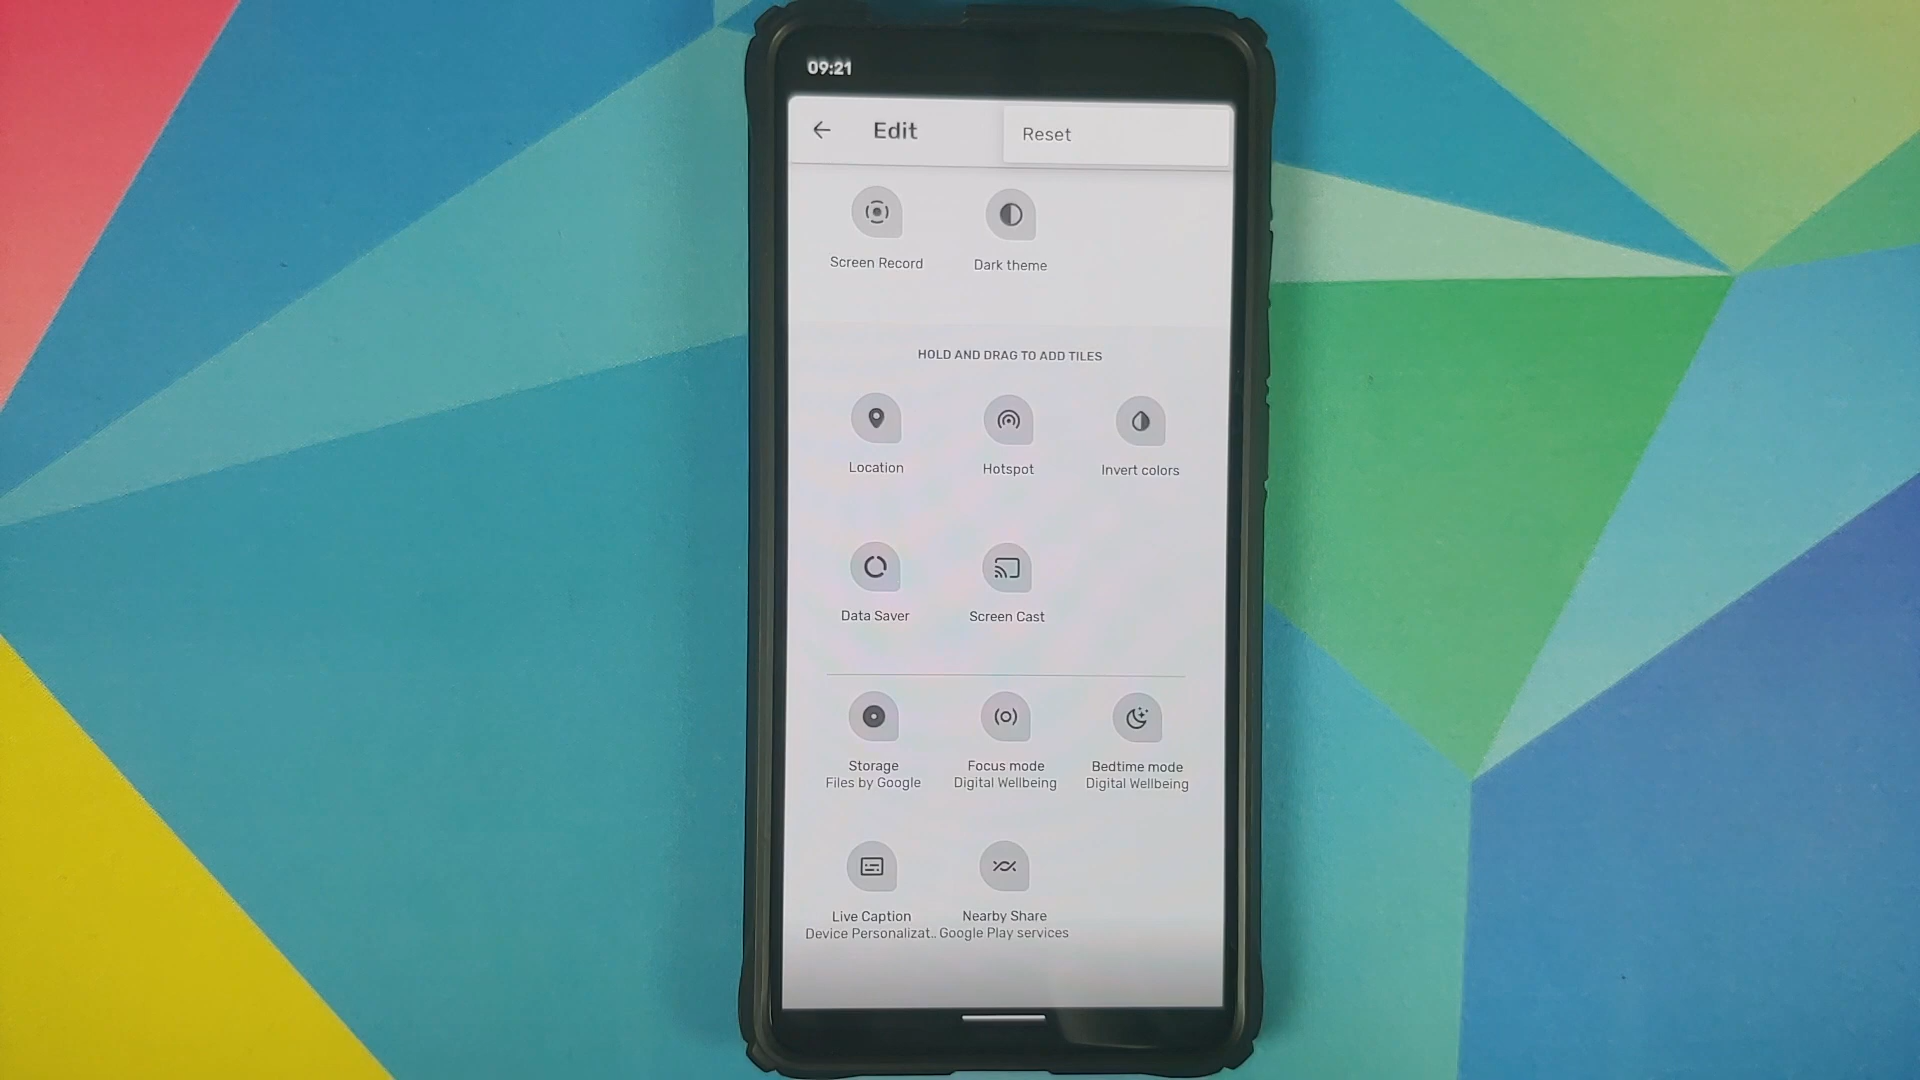 09:21
Edit
Reset
Screen Record
Dark theme
HOLD AND DRAG TO ADD TILES
Location
Hotspot
Invert colors
Data Saver
Screen Cast
Storage
Files by Google
Focus mode
Digital Wellbeing
Bedtime mode
Digital Wellbeing
Live Caption
Device Personalizat..
Nearby Share
Google Play services